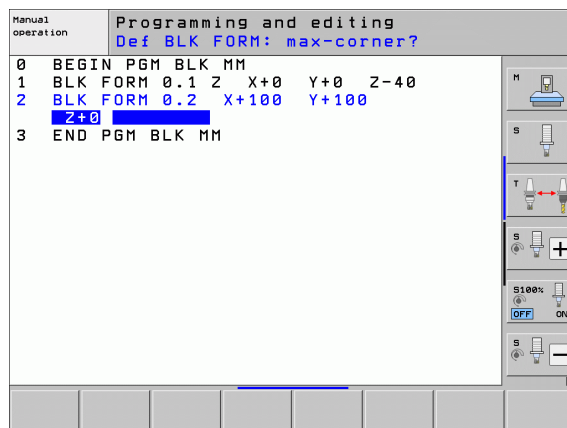 Manual
operation
Programming and editing
Def BLK FORM: max-corner?
0 BEGIN PGM BLK MM
1 BLK FORM 0.1 Z X+0 Y+0 Z-40
2 BLK FORM 0.2 X+100 Y+100
Z+0
3 END PGM BLK MM
M
S
T
S
+
S100%
OFF ON
S
-